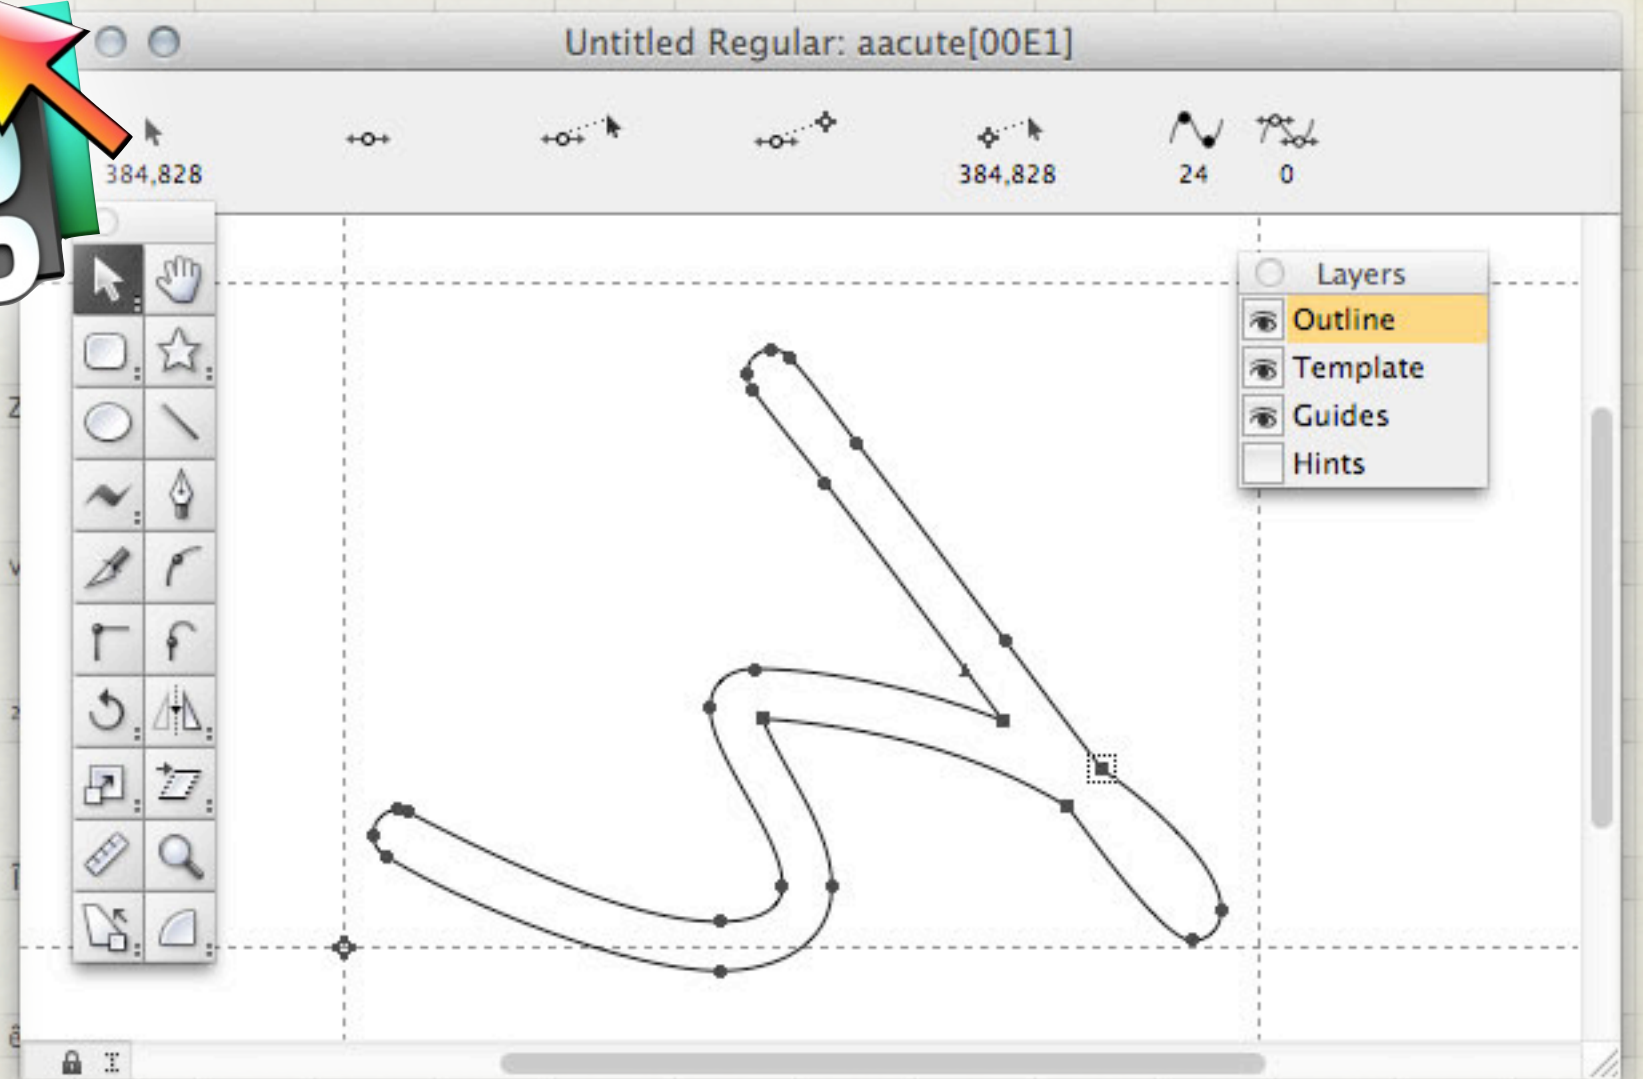 Untitled Regular: aacute[00E1]
384,828
384,828
24
0
Layers
Outline
Template
Guides
Hints